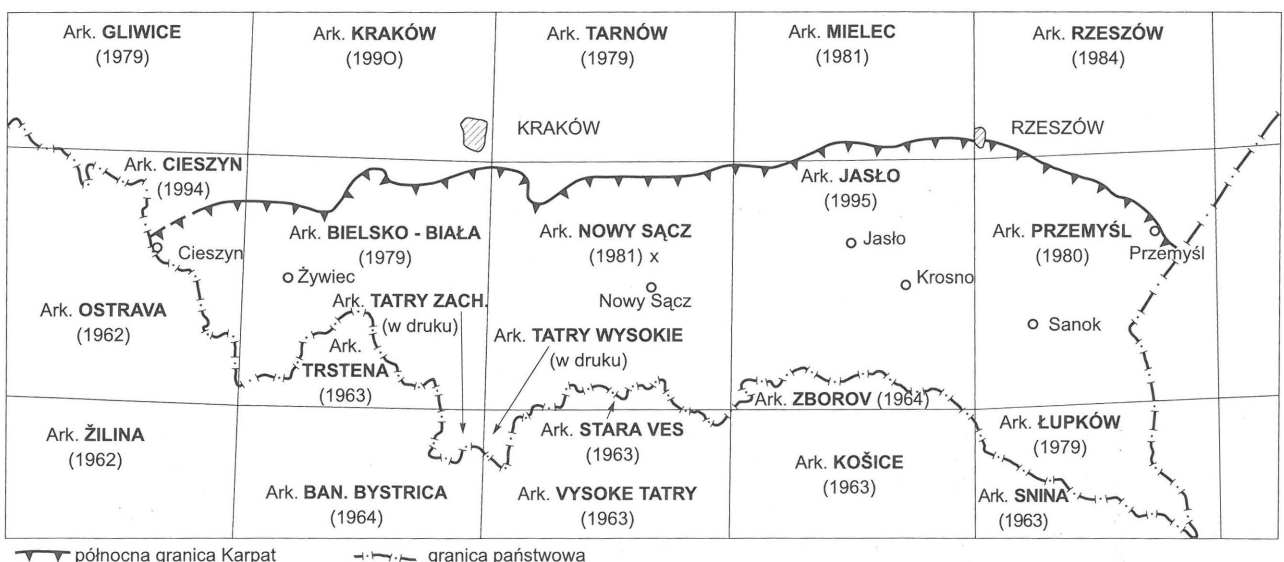 Ark. GLIWICE
(1979)
Ark. KRAKÓW
(199O)
Ark. TARNÓW
(1979)
Ark. MIELEC
(1981)
Ark. RZESZÓW
(1984)
KRAKÓW
RZESZÓW
Ark. CIESZYN
(1994)
Ark. JASŁO
(1995)
Ark. BIELSKO - BIAŁA
(1979)
Ark. NOWY SĄCZ
(1981) x
Ark. PRZEMYŚL
(1980)
Cieszyn
Jasło
Przemyśl
Żywiec
Krosno
Nowy Sącz
Sanok
Ark. OSTRAVA
(1962)
Ark. TATRY ZACH.
(w druku)
Ark. TATRY WYSOKIE
(w druku)
Ark.
TRSTENA
(1963)
Ark. ZBOROV (1964)
Ark. ŽILINA
(1962)
Ark. STARA VES
(1963)
Ark. ŁUPKÓW
(1979)
Ark. BAN. BYSTRICA
(1964)
Ark. VYSOKE TATRY
(1963)
Ark. KOŠICE
(1963)
Ark. SNINA
(1963)
północna granica Karpat
granica państwowa